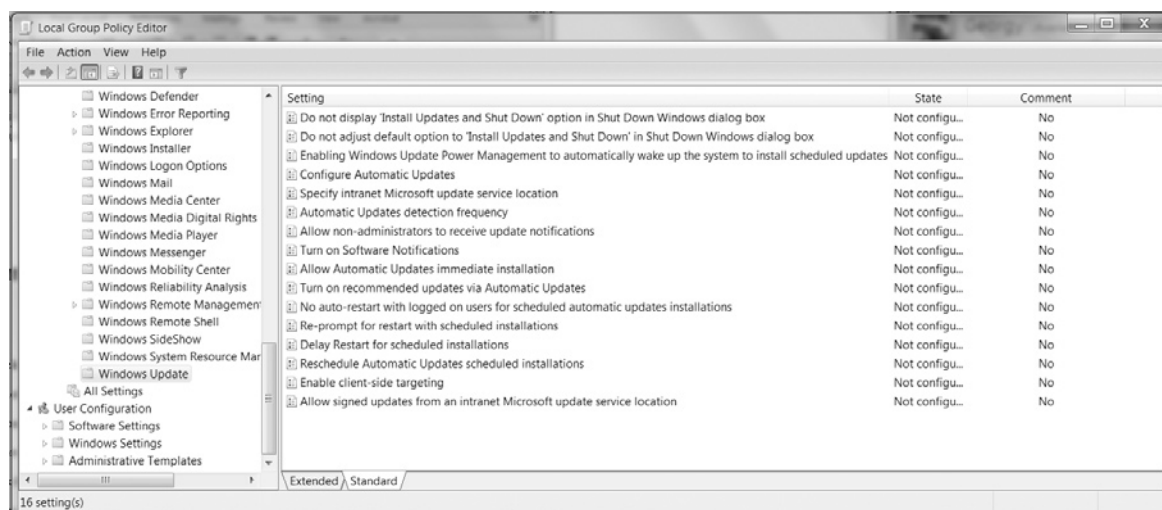 Local Group Policy Editor
File Action View Help
Windows Defender
Windows Error Reporting
Windows Explorer
Windows Installer
Windows Logon Options
Windows Mail
Windows Media Center
Windows Media Digital Rights
Windows Media Player
Windows Messenger
Windows Mobility Center
Windows Reliability Analysis
Windows Remote Management
Windows Remote Shell
Windows SideShow
Windows System Resource Mar
Windows Update
All Settings
User Configuration
Software Settings
Windows Settings
Administrative Templates
Setting State Comment
Do not display 'Install Updates and Shut Down' option in Shut Down Windows dialog box Not configu... No
Do not adjust default option to 'Install Updates and Shut Down' in Shut Down Windows dialog box Not configu... No
Enabling Windows Update Power Management to automatically wake up the system to install scheduled updates Not configu... No
Configure Automatic Updates Not configu... No
Specify intranet Microsoft update service location Not configu... No
Automatic Updates detection frequency Not configu... No
Allow non-administrators to receive update notifications Not configu... No
Turn on Software Notifications Not configu... No
Allow Automatic Updates immediate installation Not configu... No
Turn on recommended updates via Automatic Updates Not configu... No
No auto-restart with logged on users for scheduled automatic updates installations Not configu... No
Re-prompt for restart with scheduled installations Not configu... No
Delay Restart for scheduled installations Not configu... No
Reschedule Automatic Updates scheduled installations Not configu... No
Enable client-side targeting Not configu... No
Allow signed updates from an intranet Microsoft update service location Not configu... No
Extended Standard
16 setting(s)